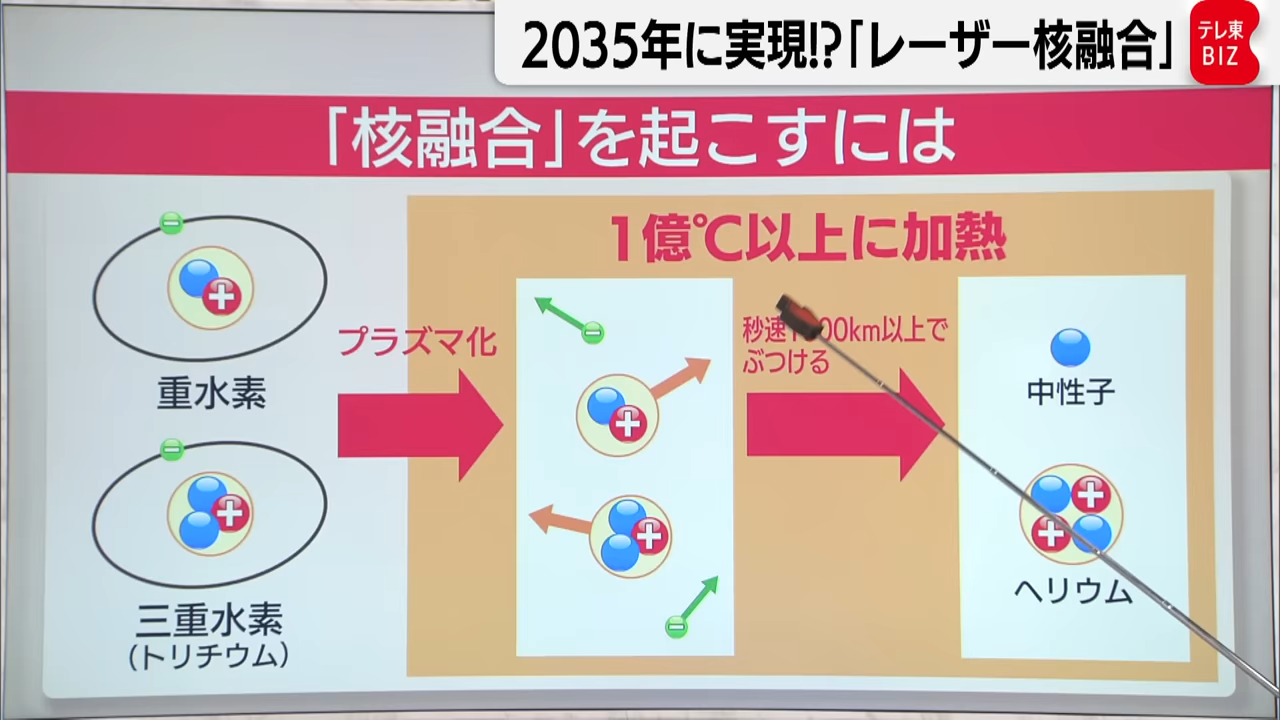 2035年に実現!?「レーザー核融合」
テレ東
BIZ
「核融合」を起こすには
1億℃以上に加熱
プラズマ化
秒速
00km以上で
ぶつける
重水素
三重水素
(トリチウム)
中性子
ヘリウム